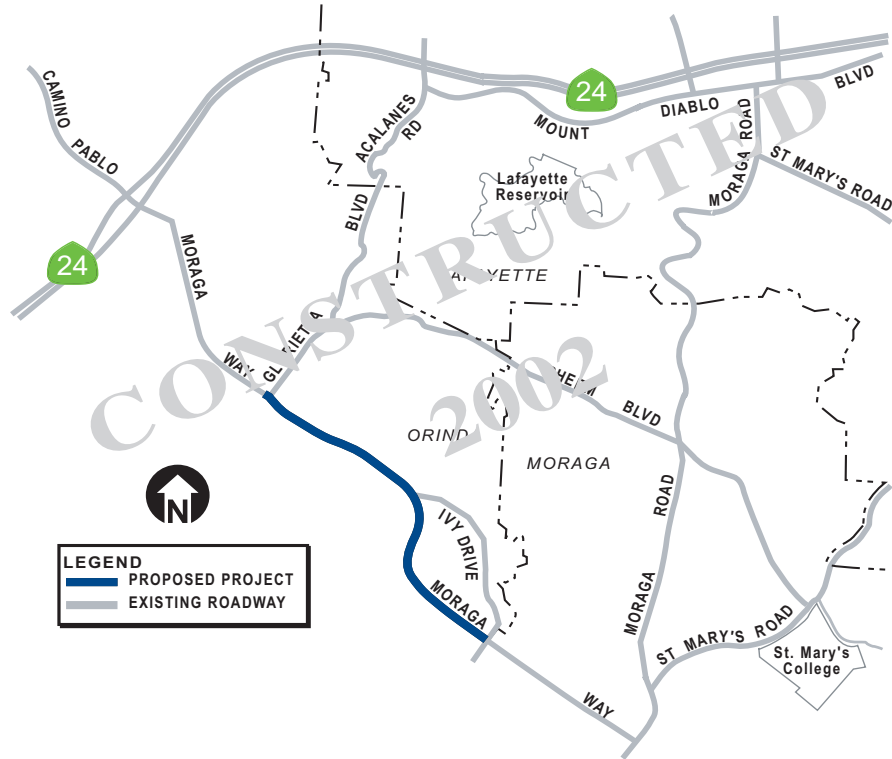 24
CAMINO
PABLO
ACALANES
RD
MOUNT
DIABLO
BLVD
MORAGA ROAD
ST MARY'S ROAD
Lafayette
Reservoir
BLVD
24
MORAGA
WAY
CONSTRUCTED
2002
BLVD
MORAGA
N
IVY DRIVE
MORAGA
WAY
MORAGA
ROAD
ST MARY'S ROAD
St. Mary's
College
LEGEND
PROPOSED PROJECT
EXISTING ROADWAY